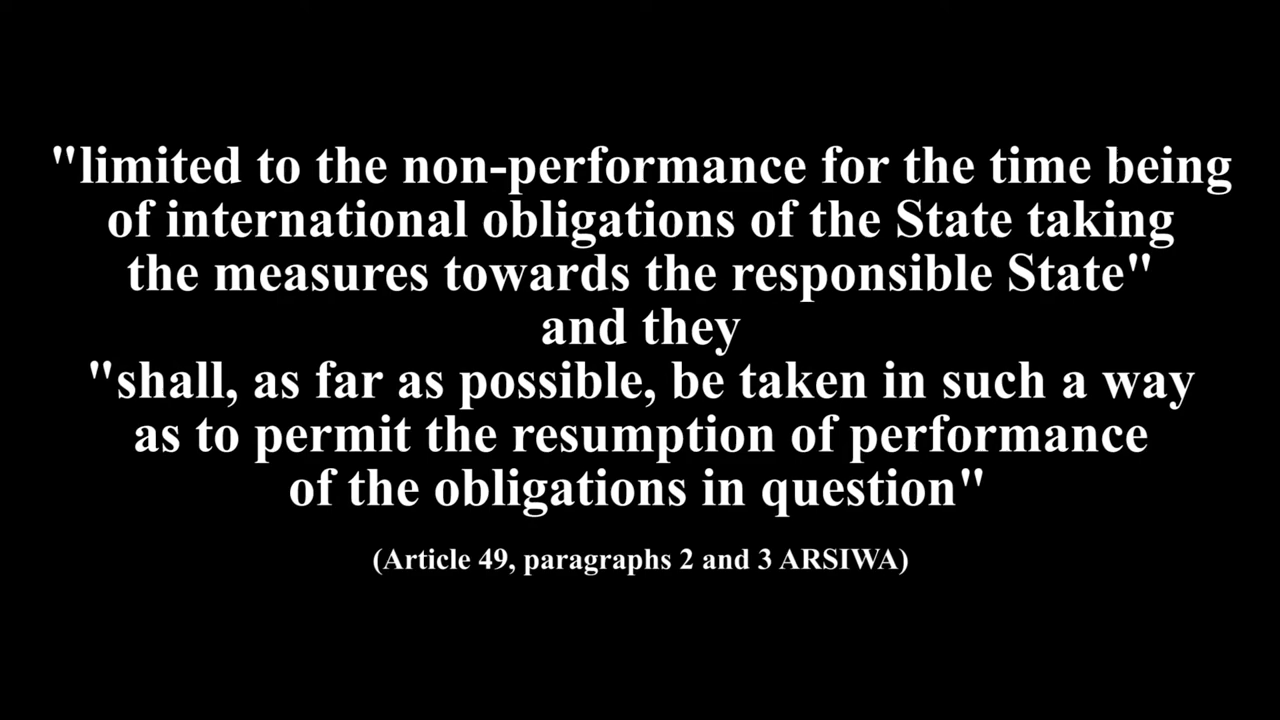 "limited to the non-performance for the time being
of international obligations of the State taking
the measures towards the responsible State"
and they
"shall, as far as possible, be taken in such a way
as to permit the resumption of performance
of the obligations in question"
(Article 49, paragraphs 2 and 3 ARSIWA)